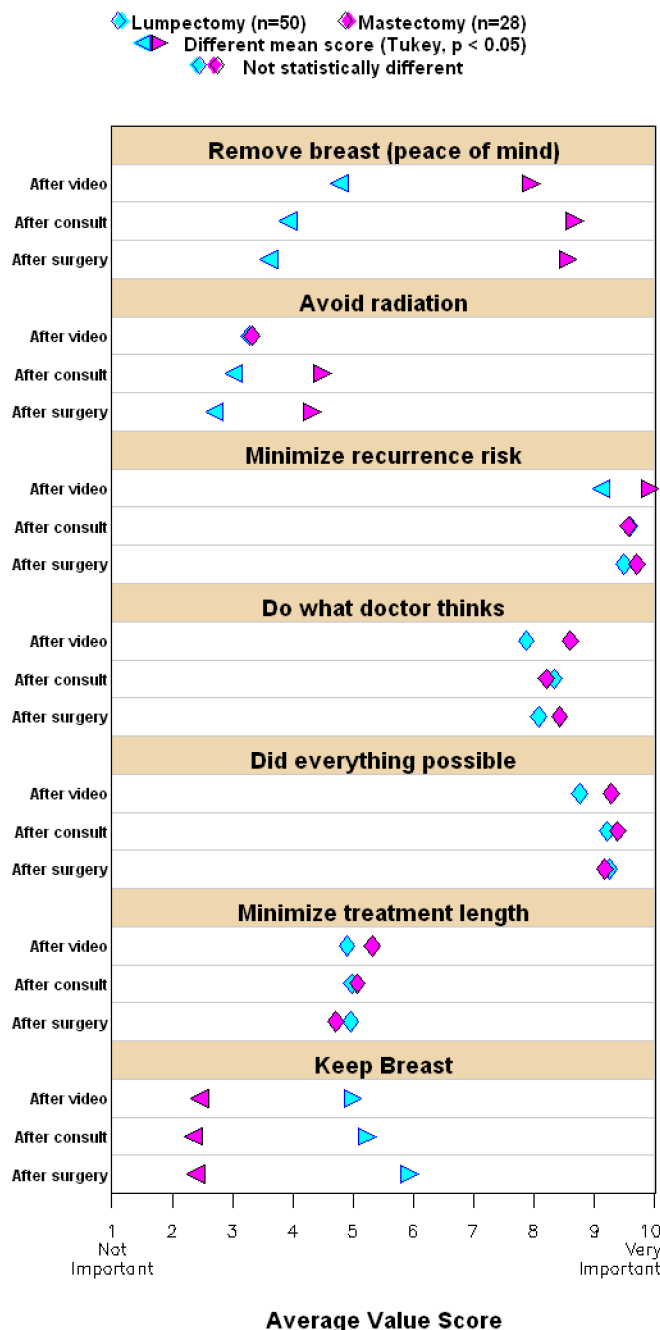 Lumpectomy (n=50) Mastectomy (n=28)
Different mean score (Tukey, p < 0.05)
Not statistically different
Remove breast (peace of mind)
After video
After consult
After surgery
Avoid radiation
After video
After consult
After surgery
Minimize recurrence risk
After video
After consult
After surgery
Do what doctor thinks
After video
After consult
After surgery
Did everything possible
After video
After consult
After surgery
Minimize treatment length
After video
After consult
After surgery
Keep Breast
After video
After consult
After surgery
1 2 3 4 5 6 7 8 9 10
Not Very
Important Important
Average Value Score